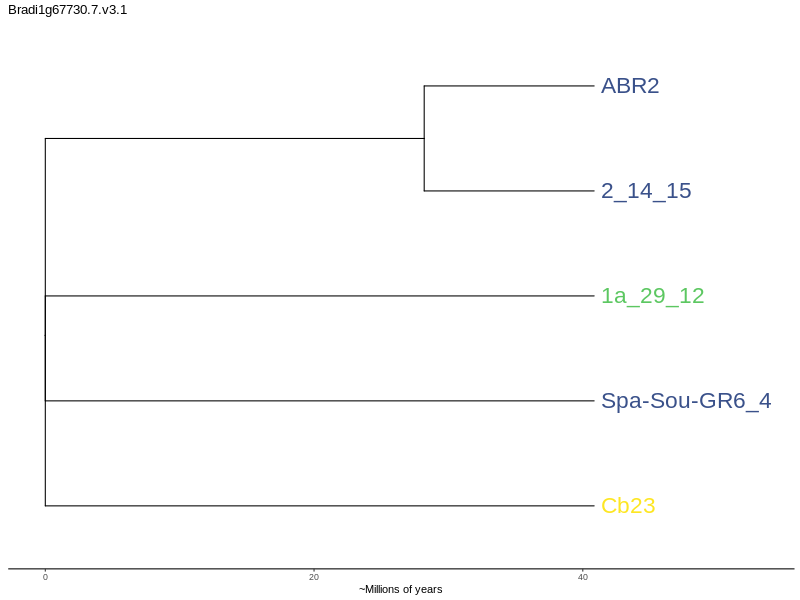 Bradi1g67730.7.v3.1
ABR2
2_14_15
1a_29_12
Spa-Sou-GR6_4
Cb23
0 20 40
~Millions of years